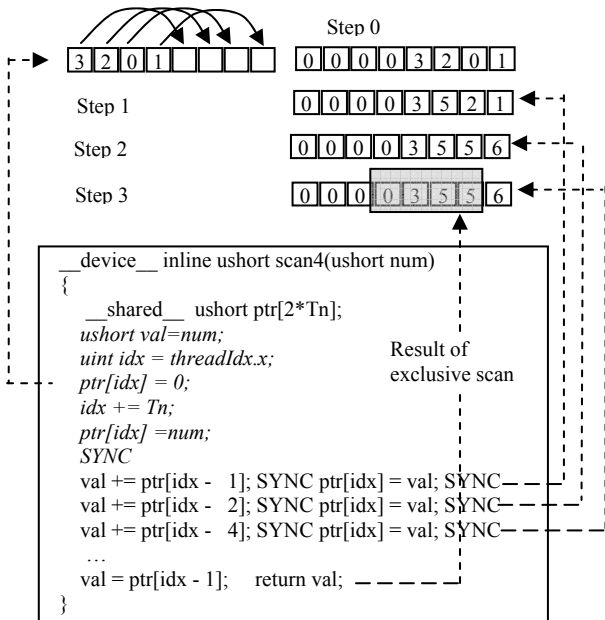 Step 0
3 2 0 1
0 0 0 0 3 2 0 1
Step 1
0 0 0 0 3 5 2 1
Step 2
0 0 0 0 3 5 5 6
Step 3
0 0 0 0 3 5 5 6
__device__ inline ushort scan4(ushort num)
{
__shared__ ushort ptr[2*Tn];
ushort val=num;
uint idx = threadIdx.x;
ptr[idx] = 0;
idx += Tn;
ptr[idx] =num;
SYNC
val += ptr[idx - 1]; SYNC ptr[idx] = val; SYNC
val += ptr[idx - 2]; SYNC ptr[idx] = val; SYNC
val += ptr[idx - 4]; SYNC ptr[idx] = val; SYNC
…
val = ptr[idx - 1]; return val;
}
Result of
exclusive scan